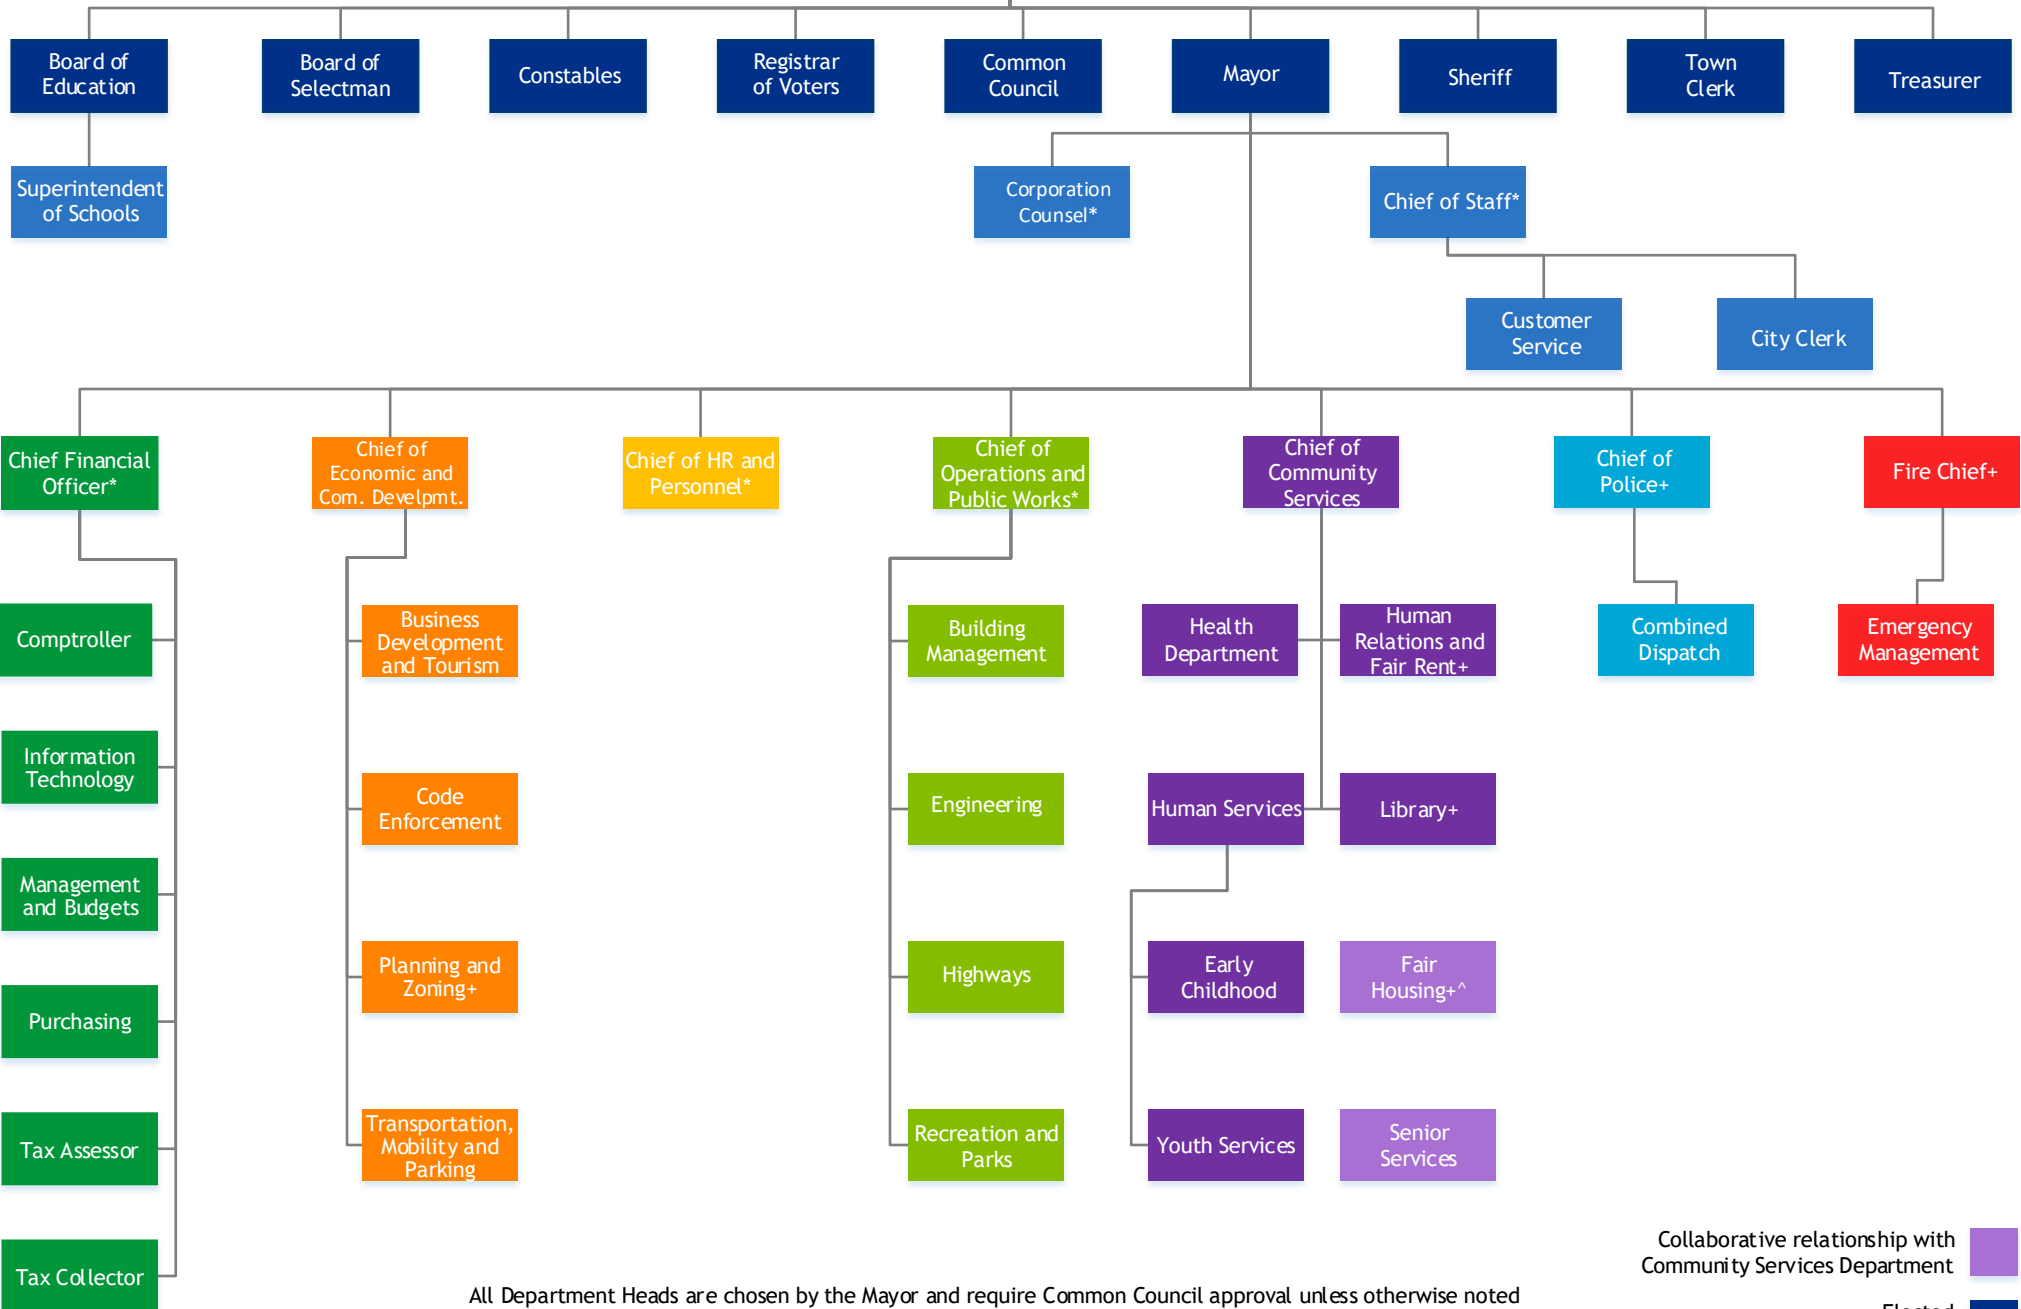 Board of
Education
Board of
Selectman
Constables
Registrar
of Voters
Common
Council
Mayor
Sheriff
Town
Clerk
Treasurer
Superintendent
of Schools
Corporation
Counsel*
Chief of Staff*
Customer
Service
City Clerk
Chief Financial
Officer*
Chief of
Economic and
Com. Develpmt.
Chief of HR and
Personnel*
Chief of
Operations and
Public Works*
Chief of
Community
Services
Chief of
Police+
Fire Chief+
Comptroller
Business
Development
and Tourism
Building
Management
Health
Department
Human
Relations and
Fair Rent+
Combined
Dispatch
Emergency
Management
Information
Technology
Code
Enforcement
Engineering
Human Services
Library+
Management
and Budgets
Planning and
Zoning+
Highways
Early
Childhood
Fair
Housing+^
Purchasing
Tax Assessor
Transportation,
Mobility and
Parking
Recreation and
Parks
Youth Services
Senior
Services
Tax Collector
Collaborative relationship with
Community Services Department
All Department Heads are chosen by the Mayor and require Common Council approval unless otherwise noted
Elected